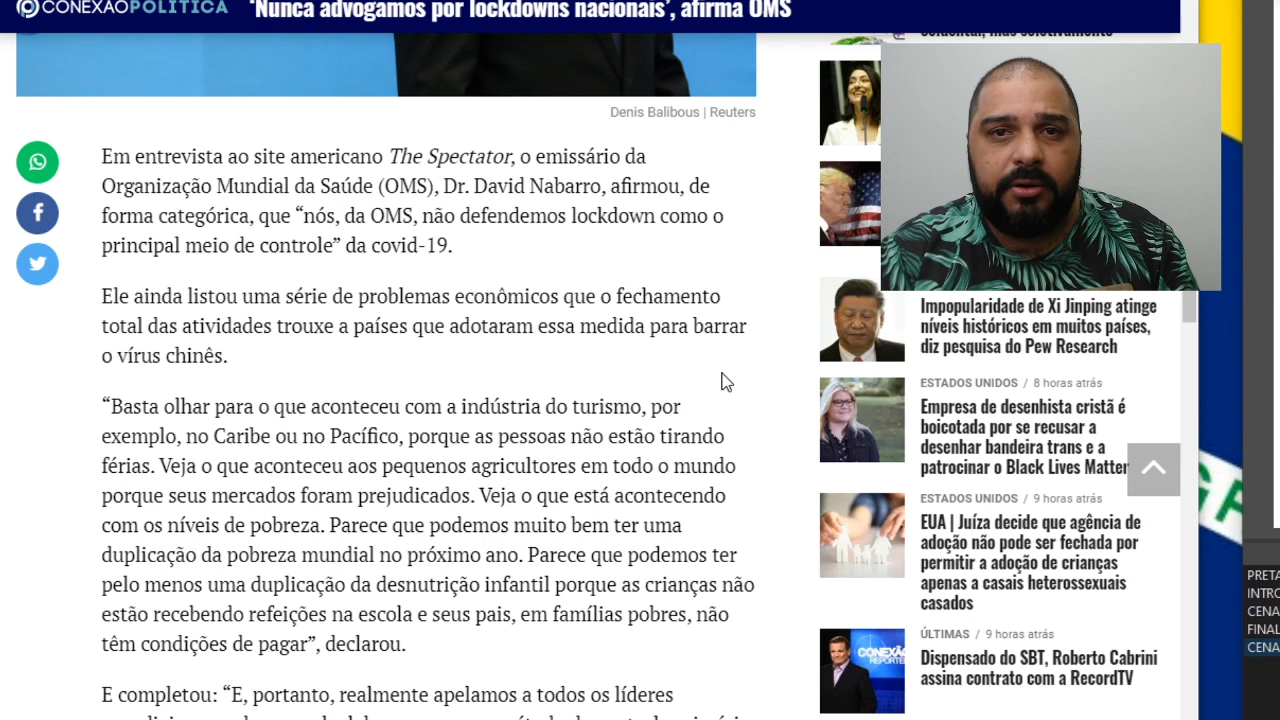 CONEXÃOPOLÍTICA
'Nunca advogamos por lockdowns nacionais', afirma OMS
Denis Balibous | Reuters
Em entrevista ao site americano The Spectator, o emissário da
Organização Mundial da Saúde (OMS), Dr. David Nabarro, afirmou, de
forma categórica, que “nós, da OMS, não defendemos lockdown como o
principal meio de controle” da covid-19.
Ele ainda listou uma série de problemas econômicos que o fechamento
total das atividades trouxe a países que adotaram essa medida para barrar
o vírus chinês.
“Basta olhar para o que aconteceu com a indústria do turismo, por
exemplo, no Caribe ou no Pacífico, porque as pessoas não estão tirando
férias. Veja o que aconteceu aos pequenos agricultores em todo o mundo
porque seus mercados foram prejudicados. Veja o que está acontecendo
com os níveis de pobreza. Parece que podemos muito bem ter uma
duplicação da pobreza mundial no próximo ano. Parece que podemos ter
pelo menos uma duplicação da desnutrição infantil porque as crianças não
estão recebendo refeições na escola e seus pais, em famílias pobres, não
têm condições de pagar”, declarou.
E completou: “E, portanto, realmente apelamos a todos os líderes
Impopularidade de Xi Jinping atinge
níveis históricos em muitos países,
diz pesquisa do Pew Research
ESTADOS UNIDOS / 8 horas atrás
Empresa de desenhista cristã é
boicotada por se recusar a
desenhar bandeira trans e a
patrocinar o Black Lives Matter
ESTADOS UNIDOS / 9 horas atrás
EUA | Juíza decide que agência de
adoção não pode ser fechada por
permitir a adoção de crianças
apenas a casais heterossexuais
casados
ÚLTIMAS / 9 horas atrás
Dispensado do SBT, Roberto Cabrini
assina contrato com a RecordTV
CONEXÃO
REPÓRTER
PRETA
INTRO
CENA
FINAL
CENA